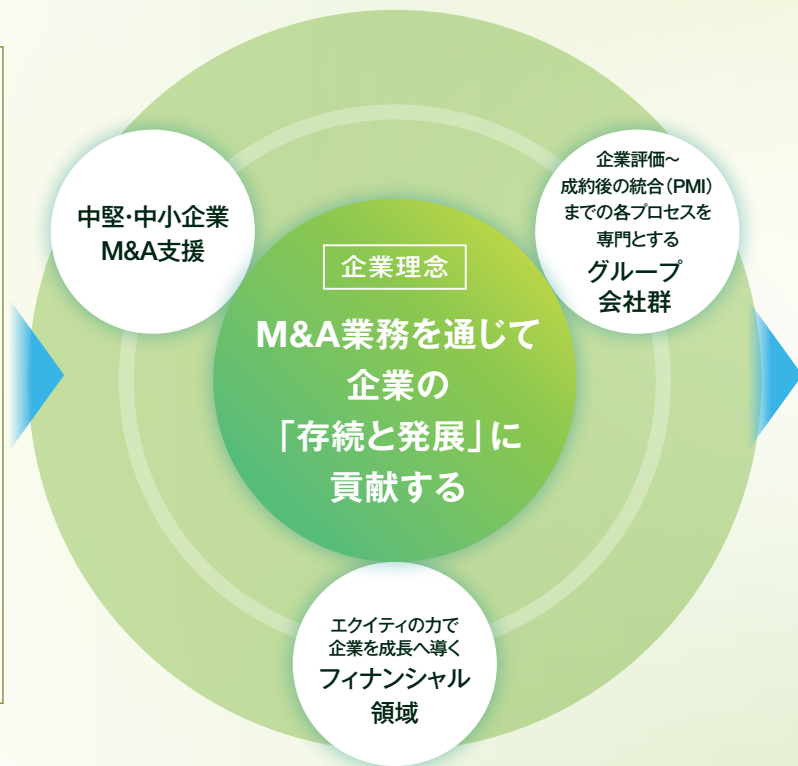 中堅・中小企業
M&A支援
企業評価〜
成約後の統合(PMI)
までの各プロセスを
専門とする
グループ
会社群
企業理念
M&A業務を通じて
企業の
「存続と発展」に
貢献する
エクイティの力で
企業を成長へ導く
フィナンシャル
領域